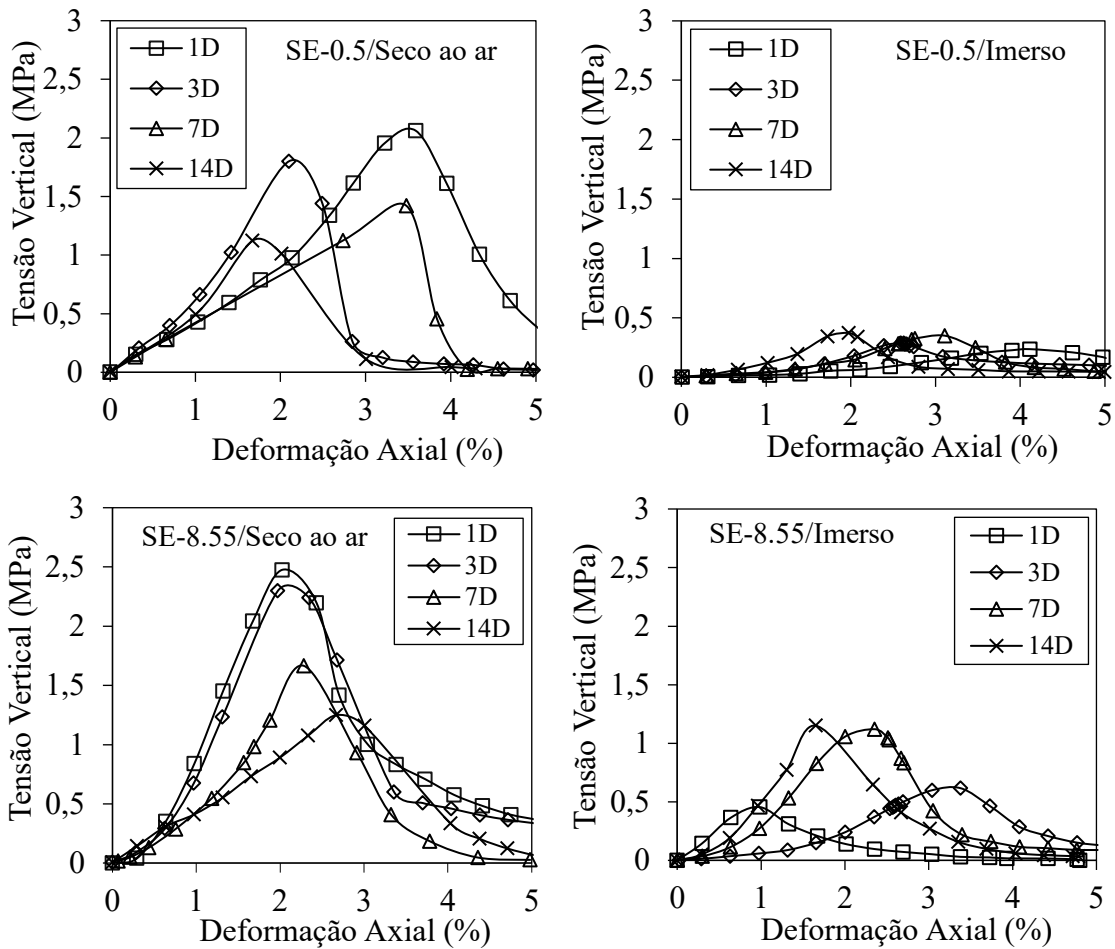 SE-0.5/Seco ao ar
1D
3D
7D
14D
Tensão Vertical (MPa)
3
2,5
2
1,5
1
0,5
0
0 1 2 3 4 5
Deformação Axial (%)
SE-0.5/Imerso
1D
3D
7D
14D
Tensão Vertical (MPa)
3
2,5
2
1,5
1
0,5
0
0 1 2 3 4 5
Deformação Axial (%)
SE-8.55/Seco ao ar
1D
3D
7D
14D
Tensão Vertical (MPa)
3
2,5
2
1,5
1
0,5
0
0 1 2 3 4 5
Deformação Axial (%)
SE-8.55/Imerso
1D
3D
7D
14D
Tensão Vertical (MPa)
3
2,5
2
1,5
1
0,5
0
0 1 2 3 4 5
Deformação Axial (%)